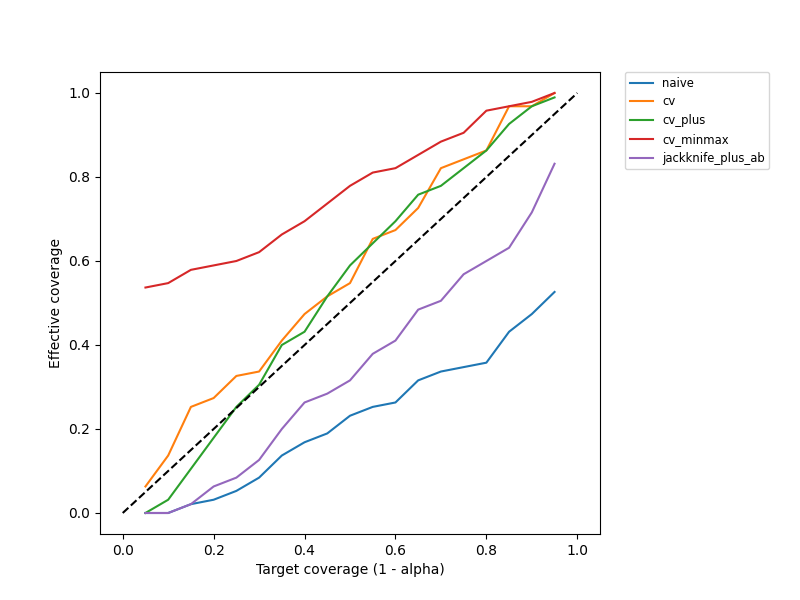 naive
cv
cv_plus
cv_minmax
jackknife_plus_ab
1.0
0.8
0.6
0.4
0.2
0.0
Effective coverage
0.0 0.2 0.4 0.6 0.8 1.0
Target coverage (1 - alpha)